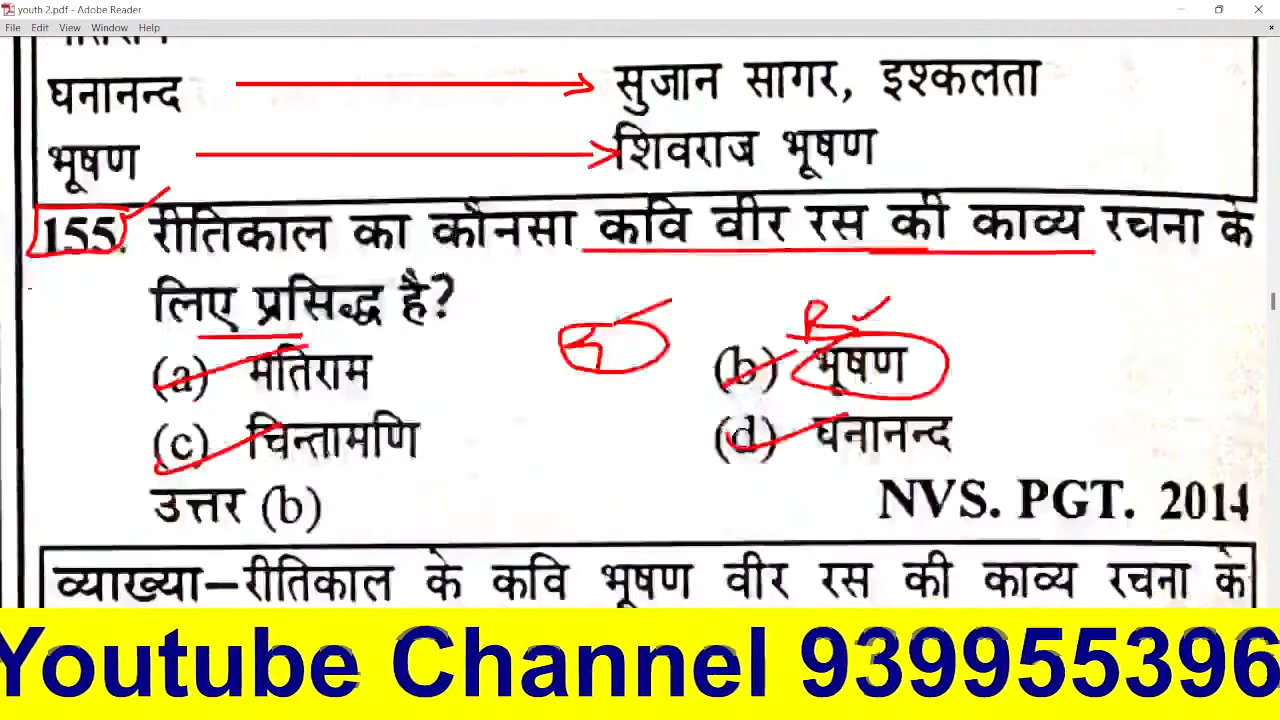 youth 2.pdf - Adobe Reader
File Edit View Window Help
घनानन्द सुजान सागर, इश्कलता
भूषण शिवराज भूषण
155. रीतिकाल का कौनसा कवि वीर रस की काव्य रचना के
लिए प्रसिद्ध है?
B
(a) मतिराम (b) भूषण
(c) चिन्तामणि (d) घनानन्द
उत्तर (b) NVS. PGT. 2014
व्याख्या–रीतिकाल के कवि भूषण वीर रस की काव्य रचना के
Youtube Channel 939955396